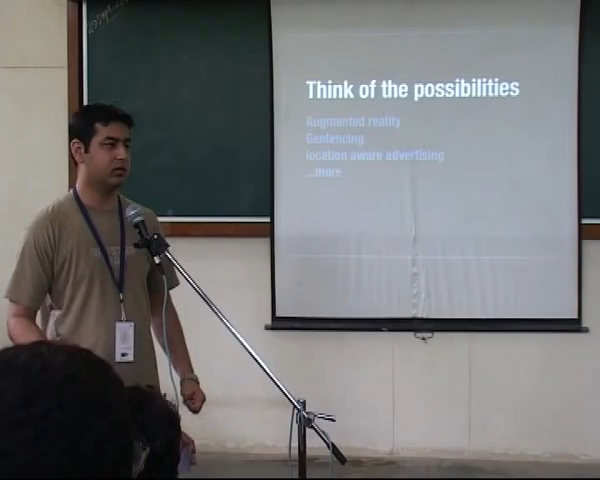 Think of the possibilities
Augmented reality
Geofencing
location aware advertising
...more